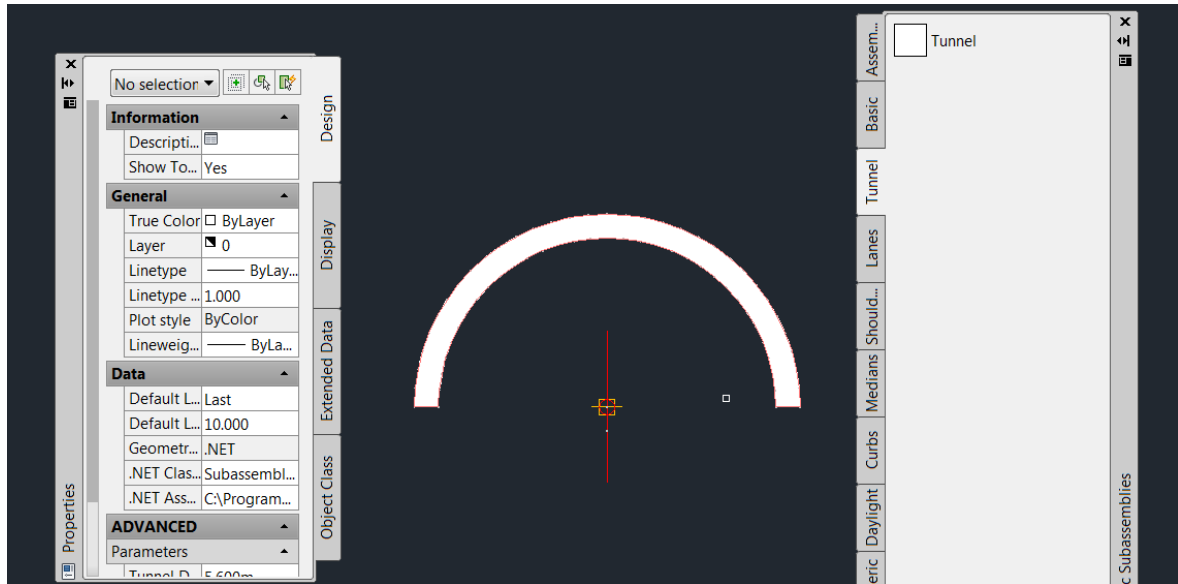 No selection
Information
Descripti...
Show To... Yes
General
True Color ByLayer
Layer 0
Linetype ByLay...
Linetype ... 1.000
Plot style ByColor
Lineweig... ByLa...
Data
Default L... Last
Default L... 10.000
Geometr... .NET
.NET Clas... Subassembl...
.NET Ass... C:\Program...
ADVANCED
Parameters
Tunnel D 5.600m
Properties
Design
Display
Extended Data
Object Class
Assem...
Basic
Tunnel
Lanes
Should...
Medians
Curbs
Daylight
eric
Tunnel
c Subassemblies